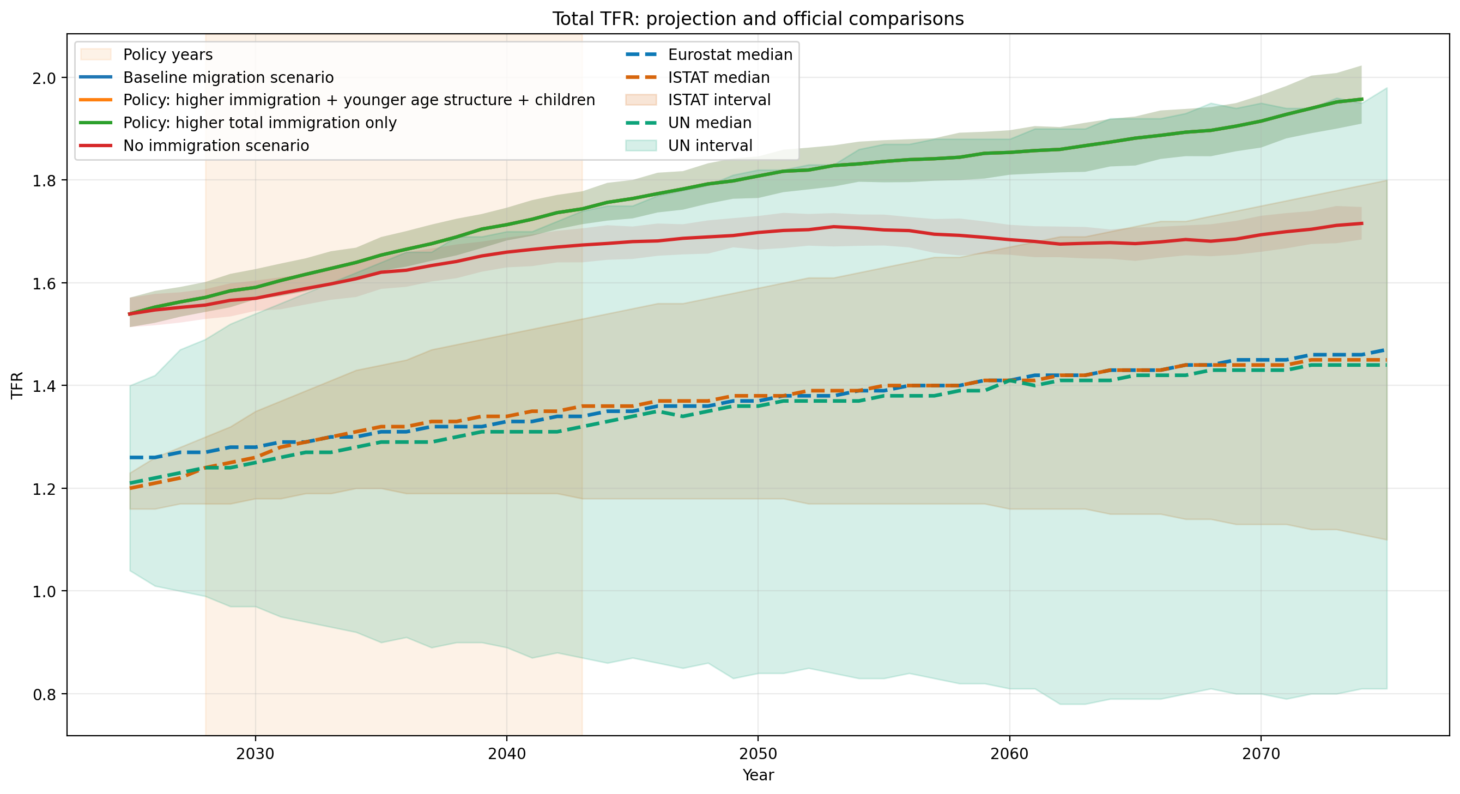 Total TFR: projection and official comparisons
Policy years
Baseline migration scenario
Policy: higher immigration + younger age structure + children
Policy: higher total immigration only
No immigration scenario
Eurostat median
ISTAT median
ISTAT interval
UN median
UN interval
TFR
2.0
1.8
1.6
1.4
1.2
1.0
0.8
2030
2040
2050
2060
2070
Year